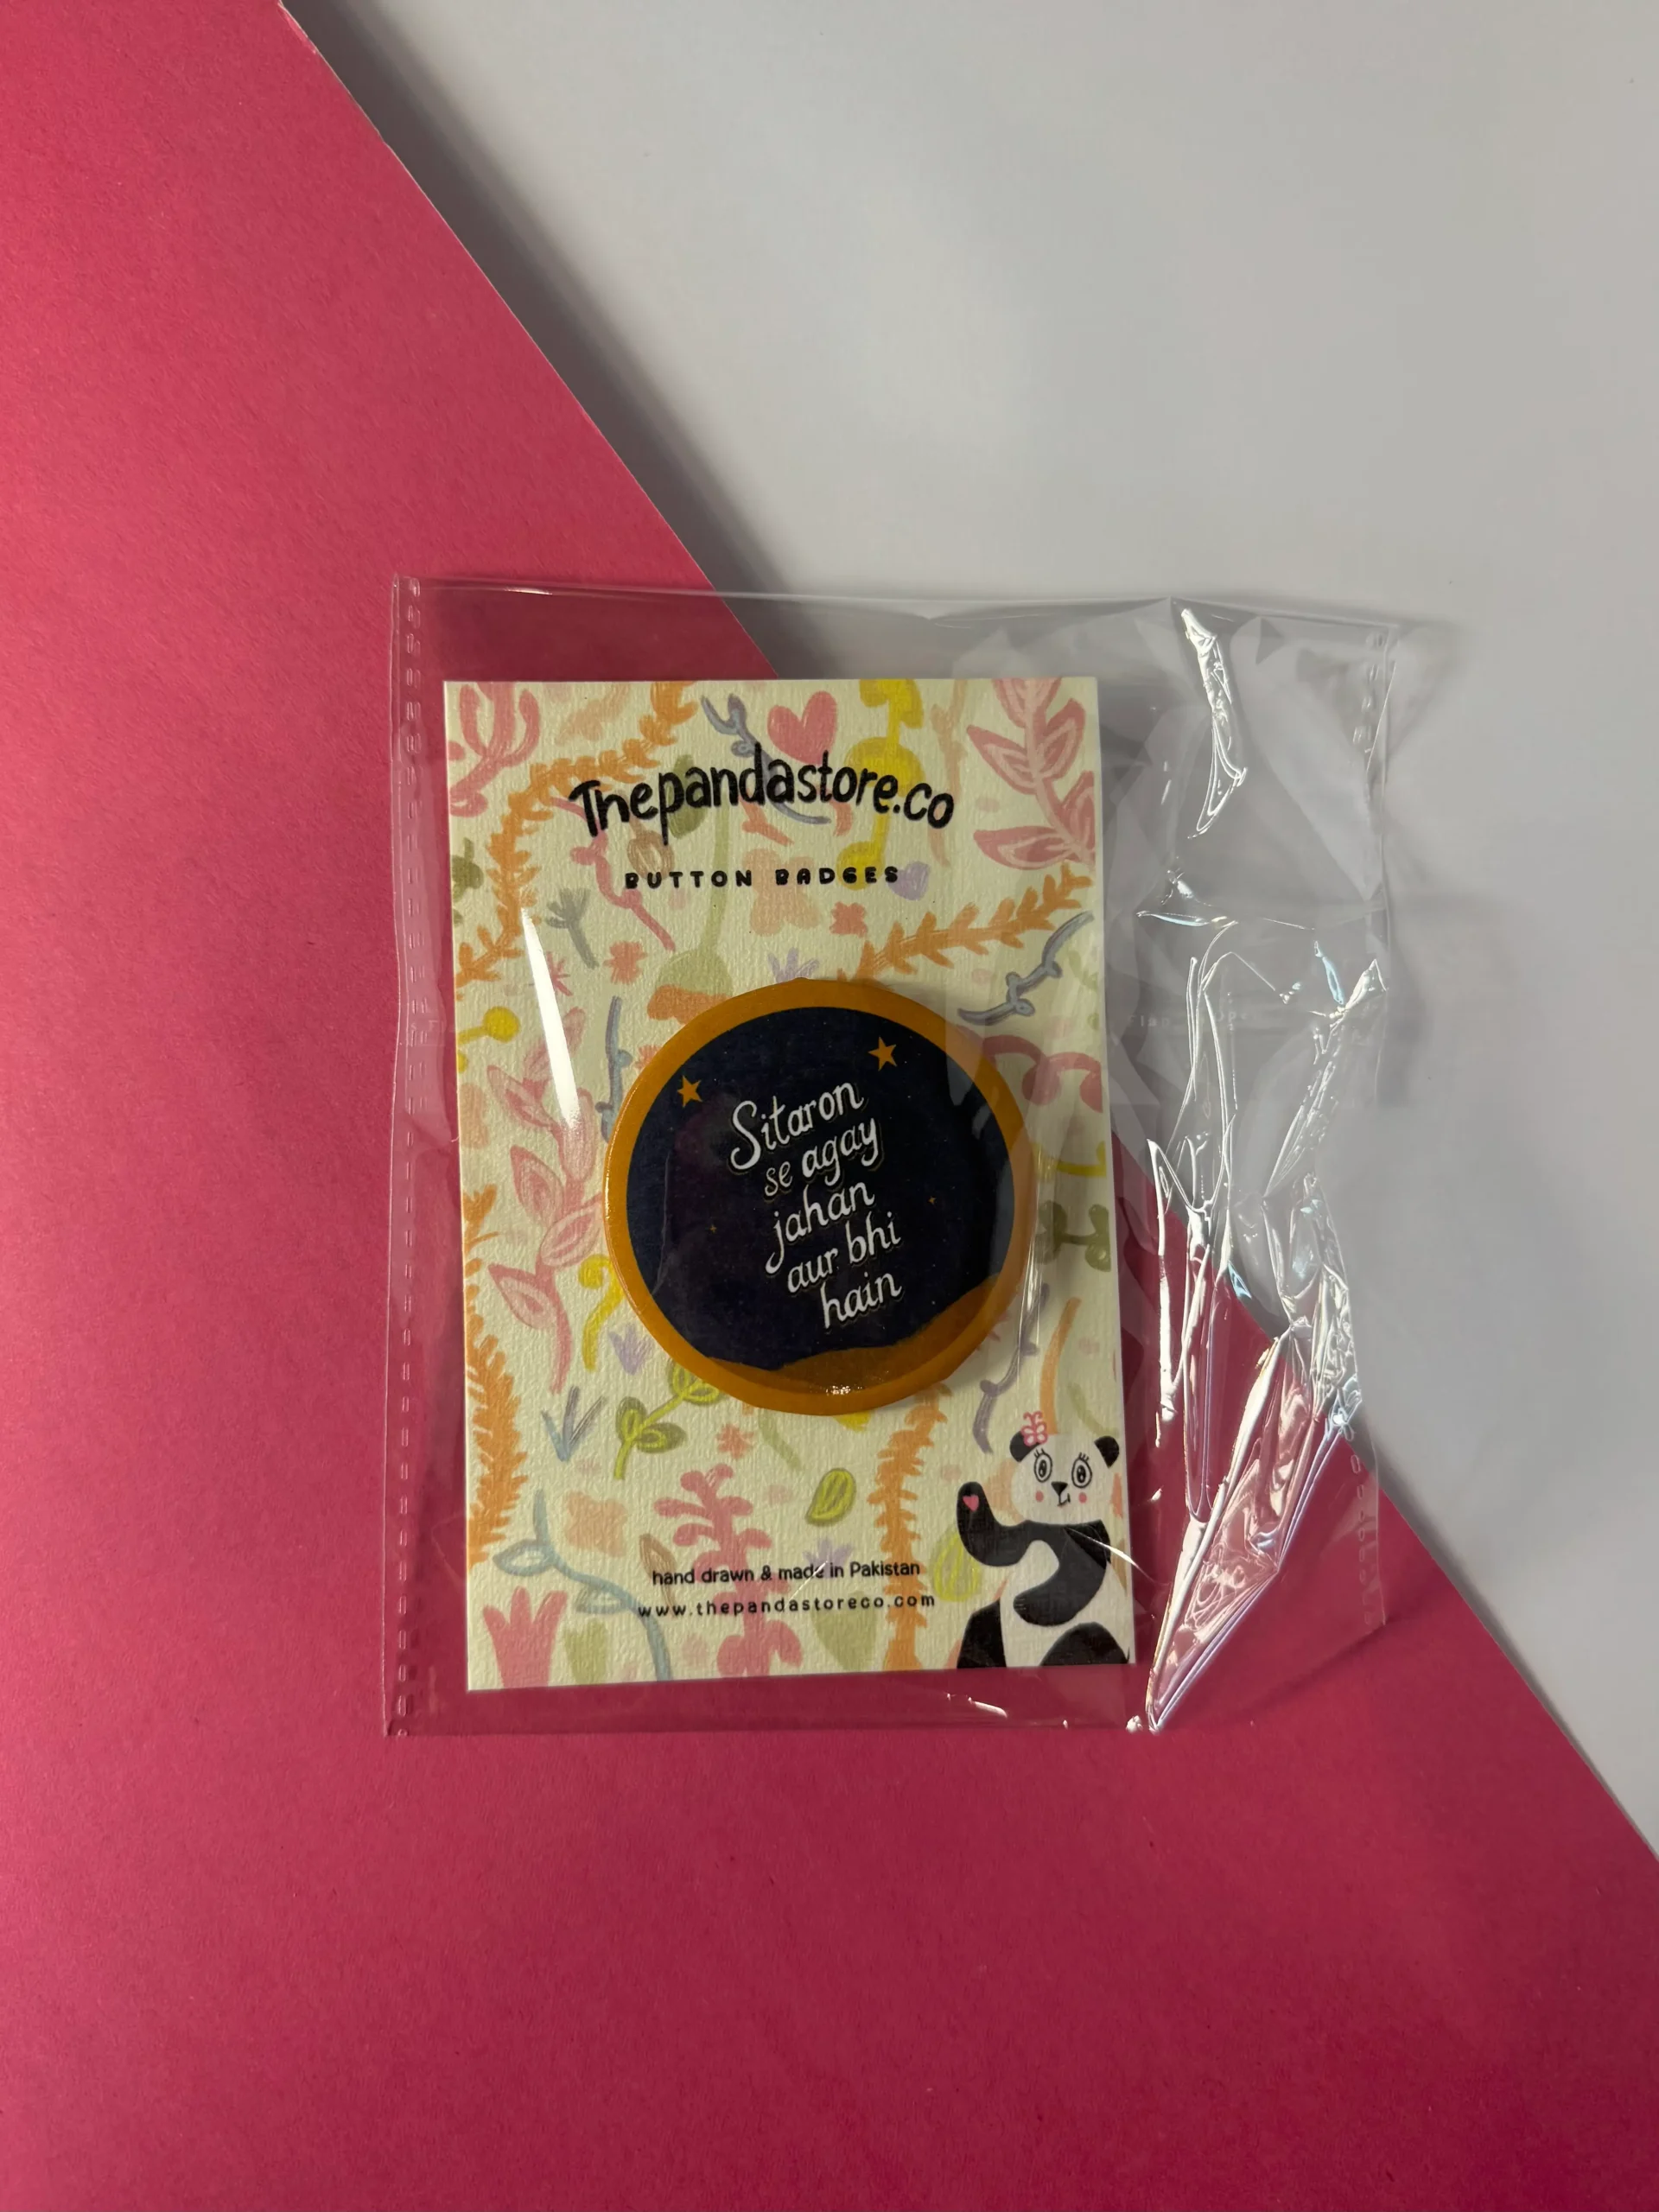 Thepandastore.co
BUTTON BADGES
Sitaron
se agay
jahan
aur bhi
hain
hand drawn & made in Pakistan
www.thepandastoreco.com